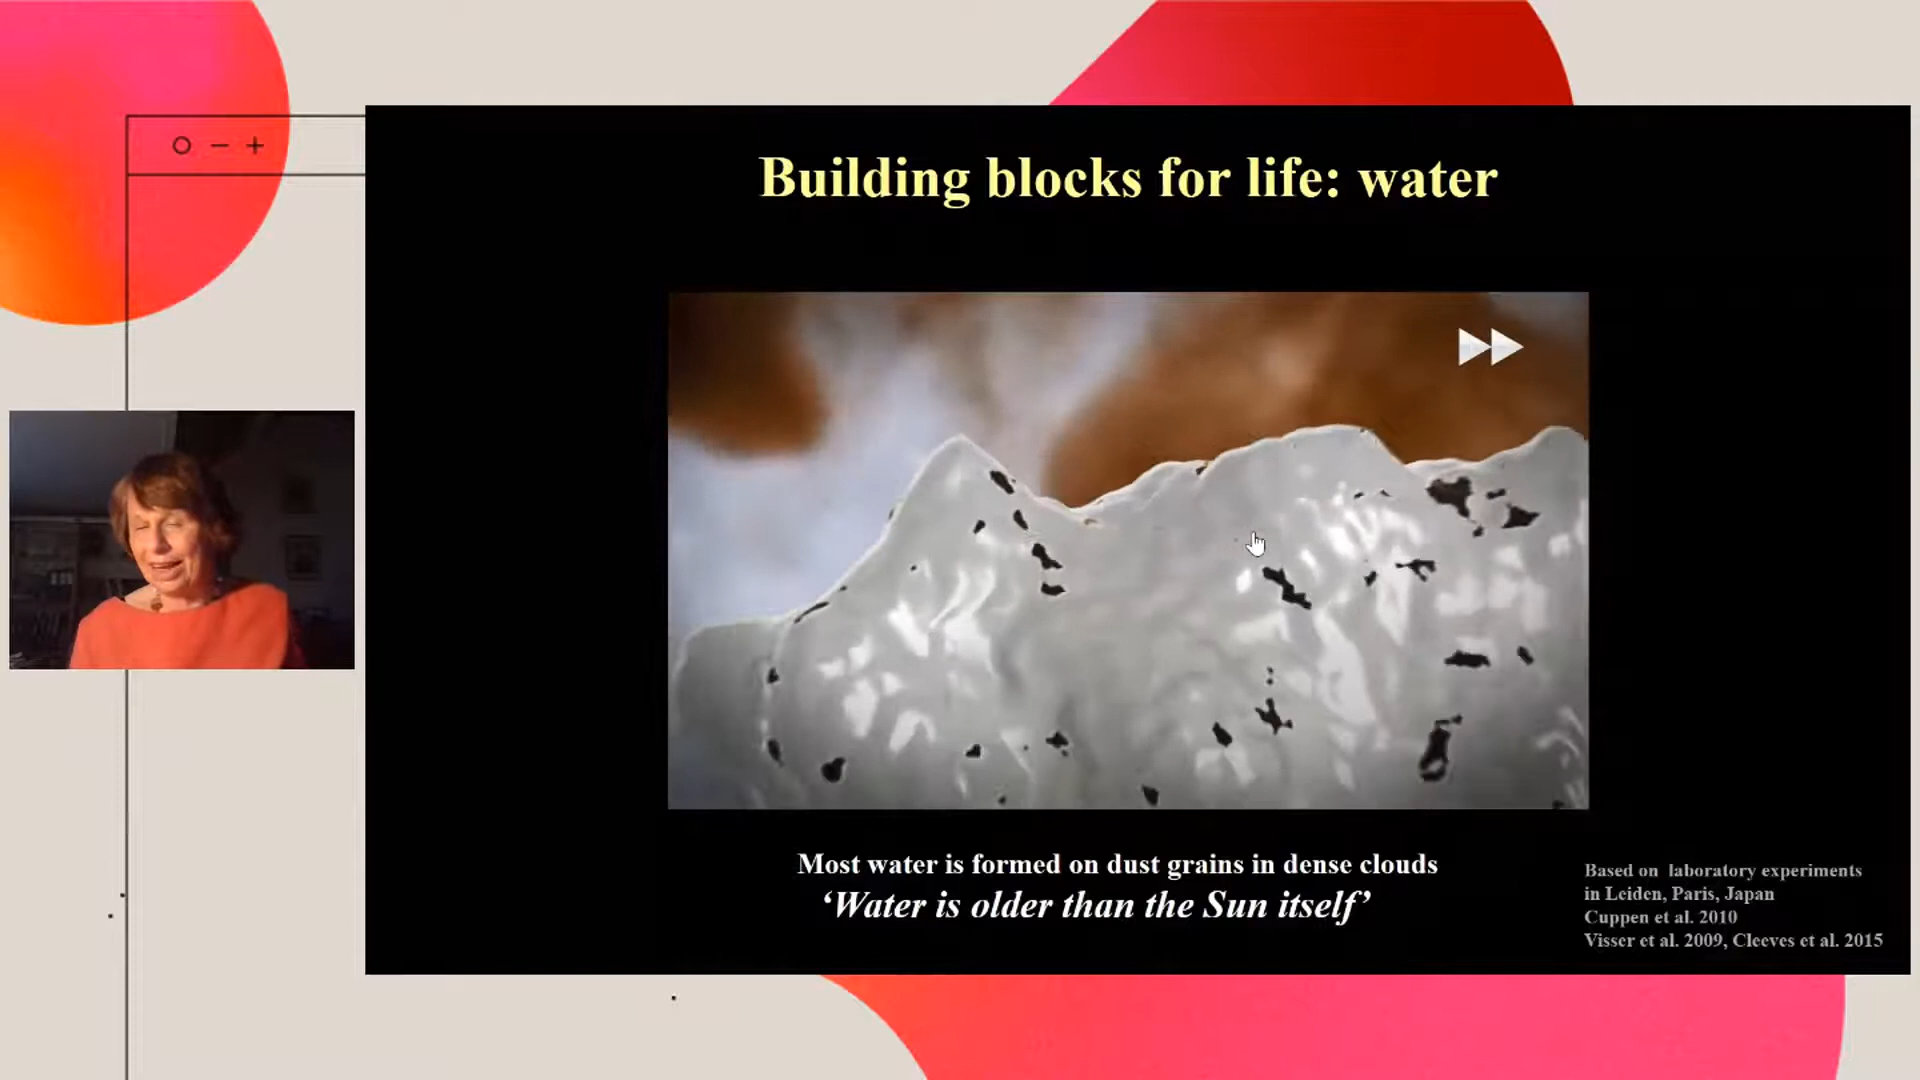 Building blocks for life: water
Most water is formed on dust grains in dense clouds
‘Water is older than the Sun itself’
Based on laboratory experiments
in Leiden, Paris, Japan
Cuppen et al. 2010
Visser et al. 2009, Cleeves et al. 2015